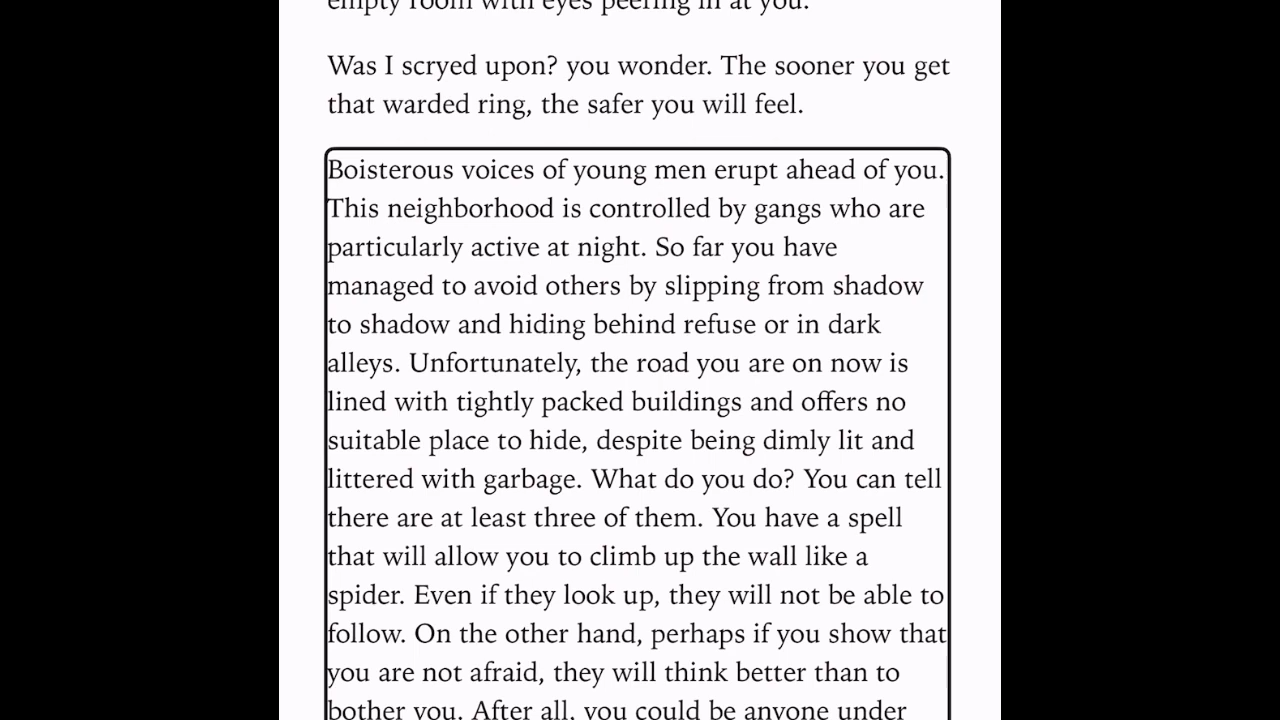 empty room with eyes peering in at you.
Was I scryed upon? you wonder. The sooner you get
that warded ring, the safer you will feel.
Boisterous voices of young men erupt ahead of you.
This neighborhood is controlled by gangs who are
particularly active at night. So far you have
managed to avoid others by slipping from shadow
to shadow and hiding behind refuse or in dark
alleys. Unfortunately, the road you are on now is
lined with tightly packed buildings and offers no
suitable place to hide, despite being dimly lit and
littered with garbage. What do you do? You can tell
there are at least three of them. You have a spell
that will allow you to climb up the wall like a
spider. Even if they look up, they will not be able to
follow. On the other hand, perhaps if you show that
you are not afraid, they will think better than to
bother you. After all, you could be anyone under